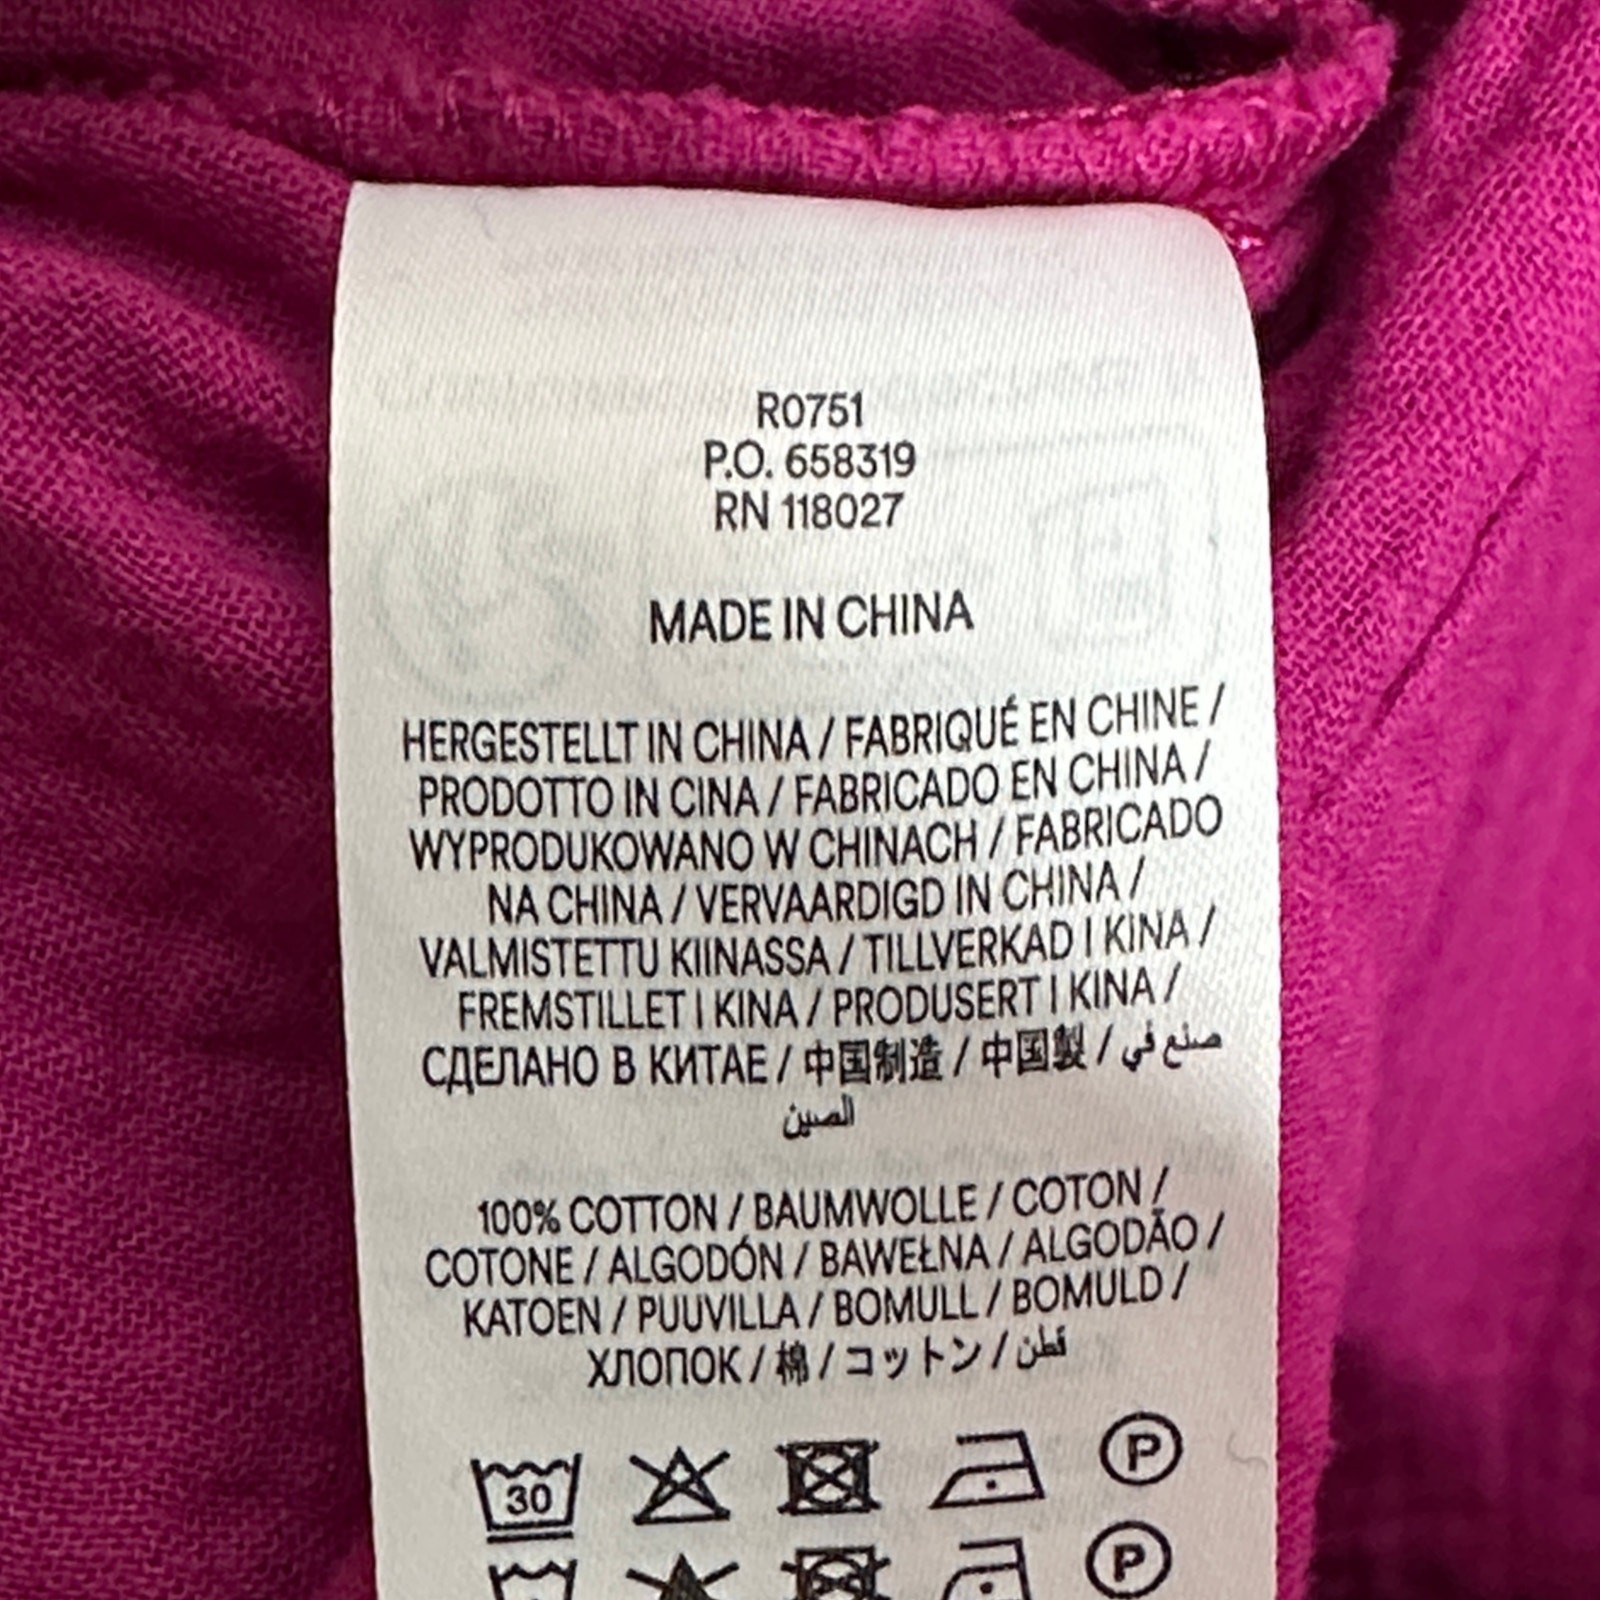 R0751
P.O. 658319
RN 118027
MADE IN CHINA
HERGESTELLT IN CHINA / FABRIQUÉ EN CHINE /
PRODOTTO IN CINA / FABRICADO EN CHINA /
WYPRODUKOWANO W CHINACH / FABRICADO
NA CHINA / VERVAARDIGD IN CHINA /
VALMISTETTU KIINASSA / TILLVERKAD I KINA /
FREMSTILLET I KINA / PRODUSERT I KINA /
СДЕЛАНО В КИТАЕ / 中国制造 / 中国製 / صنع في
الصين
100% COTTON / BAUMWOLLE / COTON /
COTONE / ALGODÓN / BAWEŁNA / ALGODÃO /
KATOEN / PUUVILLA / BOMULL / BOMULD /
ХЛОПОК / 棉 / コットン / قطن
30 P
P